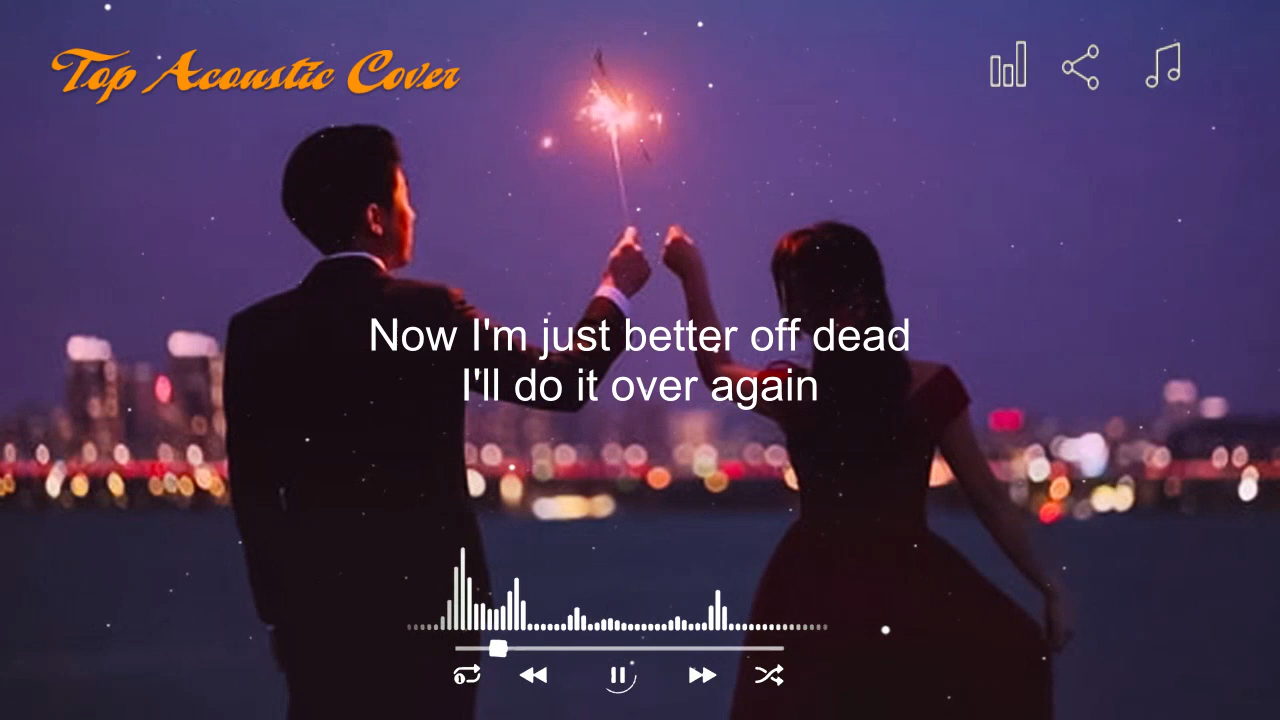 Top Acoustic Cover
Now I'm just better off dead
I'll do it over again